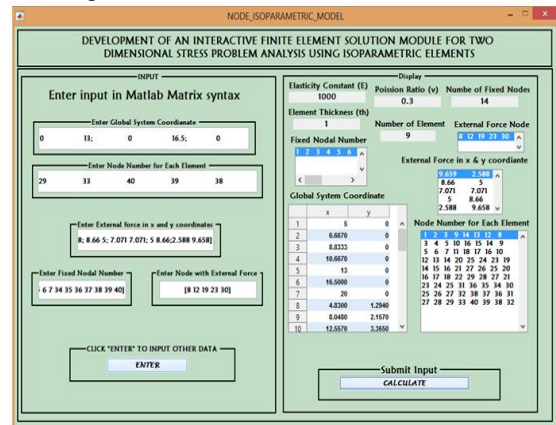 NODE_ISOPARAMETRIC_MODEL
DEVELOPMENT OF AN INTERACTIVE FINITE ELEMENT SOLUTION MODULE FOR TWO
DIMENSIONAL STRESS PROBLEM ANALYSIS USING ISOPARAMETRIC ELEMENTS
INPUT
Enter input in Matlab Matrix syntax
Enter Global System Coordianate
0 13; 0 16.5; 0
Enter Node Number for Each Element
29 33 40 39 38
Enter External force in x and y coordinates
8; 8.66 5; 7.071 7.071; 5 8.66;2.588 9.658]
Enter Fixed Nodal Number
6 7 34 35 36 37 38 39 40]
Enter Node with External Force
[8 12 19 23 30]
CLICK "ENTER" TO INPUT OTHER DATA
ENTER
Display
Elasticity Constant (E)
1000
Poission Ratio (v)
0.3
Numbe of Fixed Nodes
14
Element Thickness (th)
1
Number of Element
9
External Force Node
8 12 19 23 30
Fixed Nodal Number
1 2 3 4 5 6
External Force in x & y coordiante
9.659 2.588
8.66 5
7.071 7.071
5 8.66
2.588 9.658
Global System Coordinate
x y
1 5 0
2 6.6670 0
3 8.8333 0
4 10.6670 0
5 13 0
6 16.5000 0
7 20 0
8 4.8300 1.2940
9 8.0480 2.1570
10 12.5570 3.3650
Node Number for Each Element
1 2 3 9 14 13 12 8
3 4 5 10 16 15 14 9
5 6 7 11 18 17 16 10
12 13 14 20 25 24 23 19
14 15 16 21 27 26 25 20
16 17 18 22 29 28 27 21
23 24 25 31 36 35 34 30
25 26 27 32 38 37 36 31
27 28 29 33 40 39 38 32
Submit Input
CALCULATE